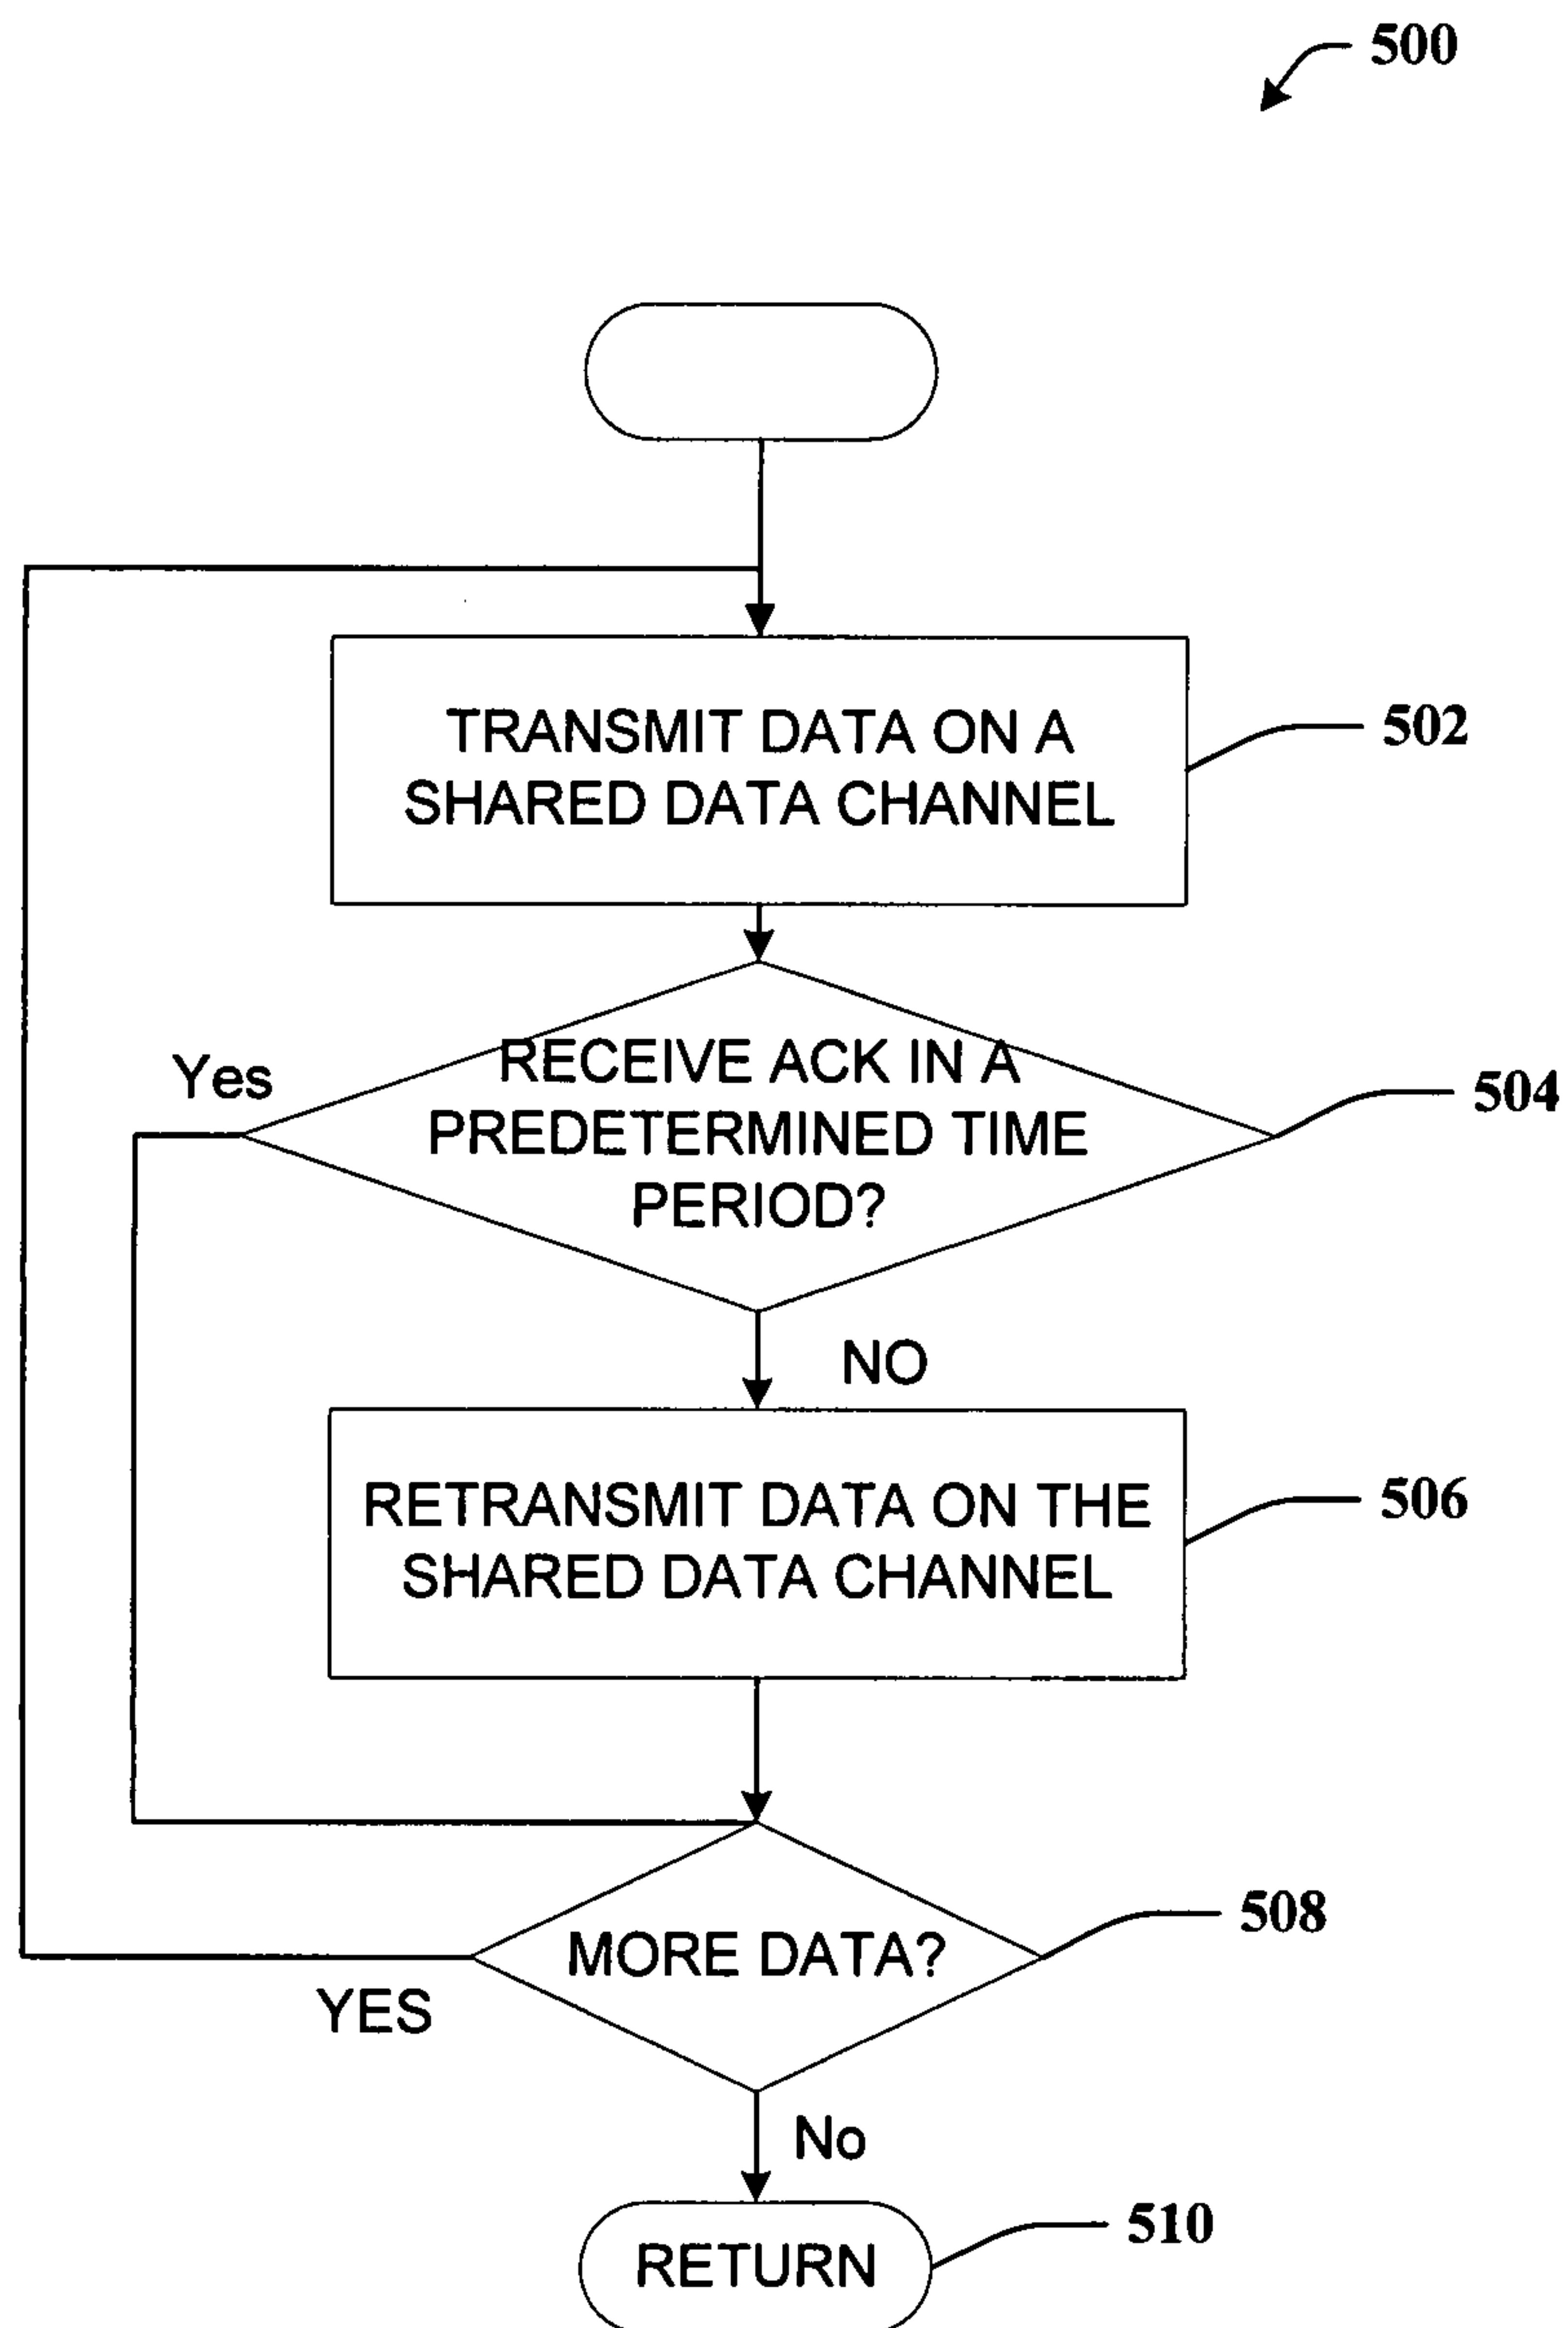 500
TRANSMIT DATA ON A
SHARED DATA CHANNEL
502
RECEIVE ACK IN A
PREDETERMINED TIME
PERIOD?
Yes
504
NO
RETRANSMIT DATA ON THE
SHARED DATA CHANNEL
506
MORE DATA?
508
YES
No
RETURN
510